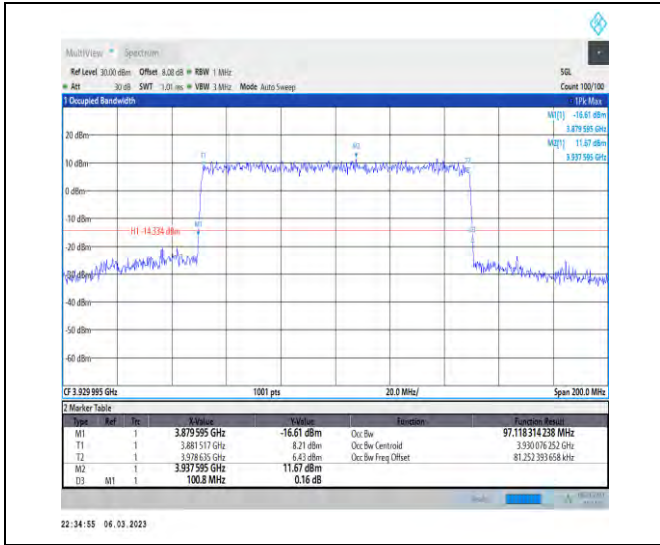 MultiView Spectrum
Ref Level 30.00 dBm Offset 8.08 dB RBW 1 MHz SGL
Att 30 dB SWT 1.01 ms VBW 3 MHz Mode Auto Sweep Count 100/100
1 Occupied Bandwidth 1Pk Max
M1[1] -16.61 dBm
3.879 595 GHz
M2[1] 11.67 dBm
3.937 595 GHz
20 dBm
M2
T1
10 dBm
0 dBm
-10 dBm
M1
H1 -14.334 dBm
-20 dBm
-30 dBm
-40 dBm
-50 dBm
-60 dBm
CF 3.929 995 GHz 1001 pts 20.0 MHz/ Span 200.0 MHz
2 Marker Table
Type Ref Trc X-Value Y-Value Function Function Result
M1 1 3.879 595 GHz -16.61 dBm Occ Bw 97.118 314 238 MHz
T1 1 3.881 517 GHz 8.21 dBm Occ Bw Centroid 3.930 076 252 GHz
T2 1 3.978 635 GHz 6.43 dBm Occ Bw Freq Offset 81.252 393 658 kHz
M2 1 3.937 595 GHz 11.67 dBm
D3 M1 1 100.8 MHz 0.16 dB
22:34:55 06.03.2023